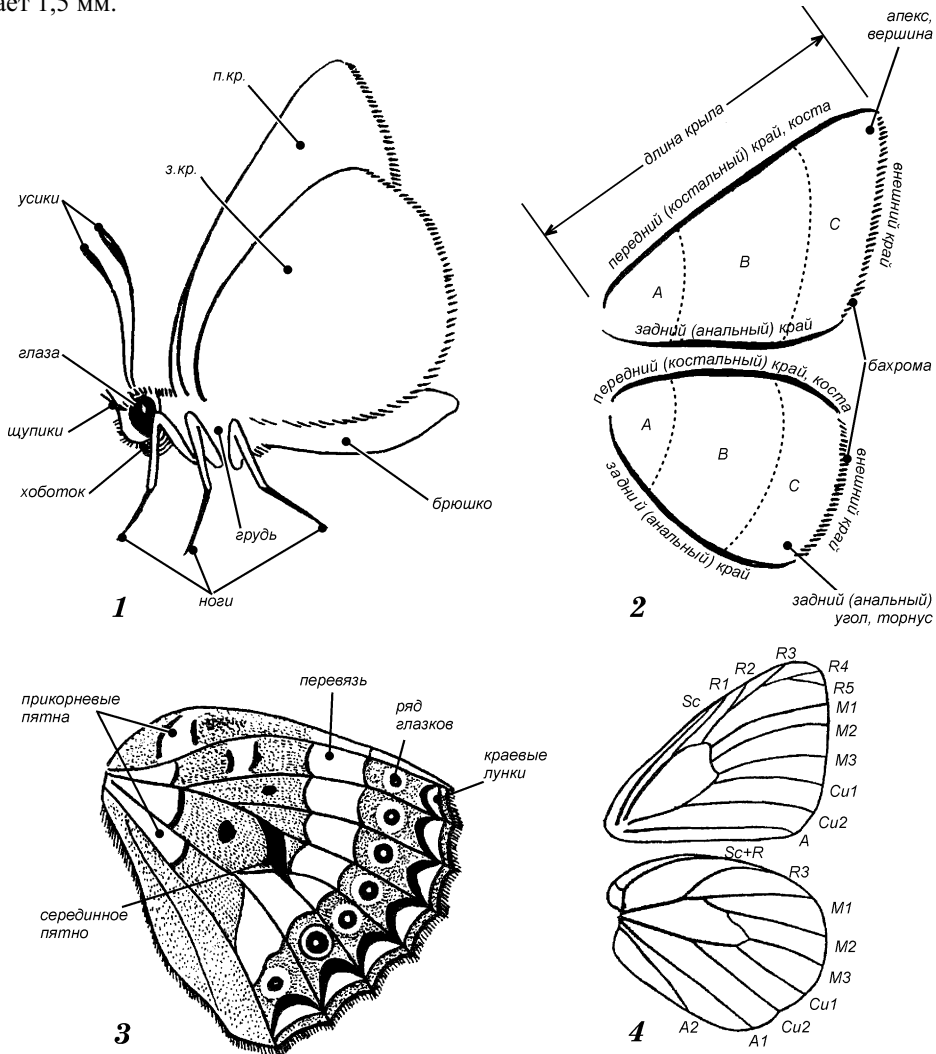 ает 1,5 мм.
п.кр.
з.кр.
усики
глаза
щупики
хоботок
ноги
грудь
брюшко
1
апекс,
вершина
длина крыла
передний (костальный) край, коста
внешний край
A
B
C
задний (анальный) край
бахрома
передний (костальный) край, коста
A
B
C
внешний край
задний (анальный) край
задний (анальный)
угол, торнус
2
прикорневые
пятна
перевязь
ряд
глазков
краевые
лунки
серединное
пятно
3
Sc
R1
R2
R3
R4
R5
M1
M2
M3
Cu1
Cu2
A
Sc+R
R3
M1
M2
M3
Cu1
Cu2
A1
A2
4